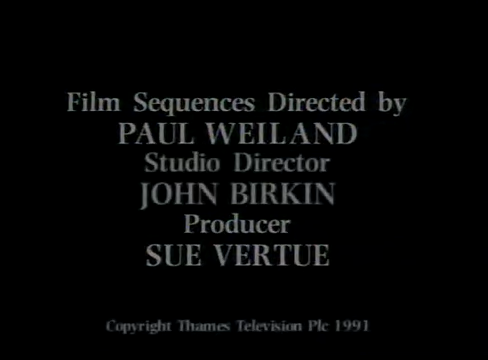 Film Sequences Directed by
PAUL WEILAND
Studio Director
JOHN BIRKIN
Producer
SUE VERTUE
Copyright Thames Television Plc 1991